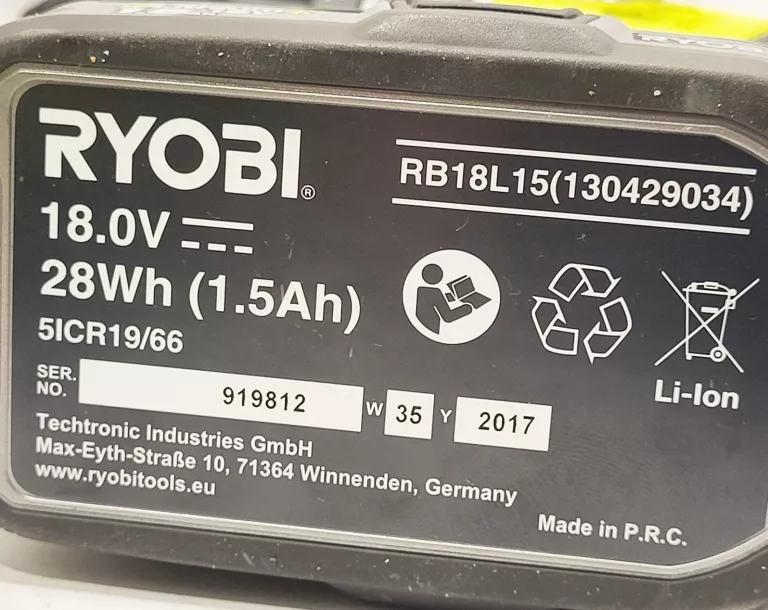 RYOBI
RYOBI®
RB18L15(130429034)
18.0V
28Wh (1.5Ah)
5ICR19/66
Li-Ion
SER. NO. 919812 W 35 Y 2017
Techtronic Industries GmbH
Max-Eyth-Straße 10, 71364 Winnenden, Germany
www.ryobitools.eu
Made in P.R.C.